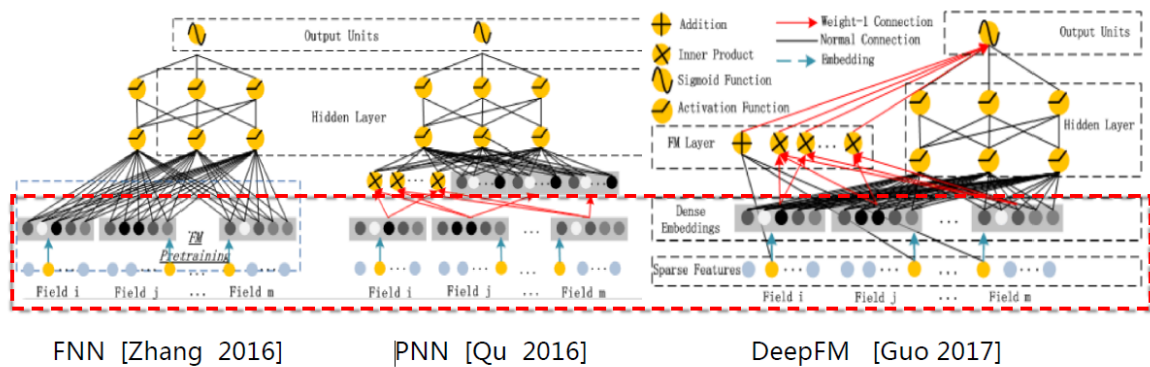 Output Units
Hidden Layer
FM
Pretraining
Field i Field j ... Field m
Field i Field j ... Field m
Addition
Inner Product
Sigmoid Function
Activation Function
Weight-1 Connection
Normal Connection
Embedding
Output Units
Hidden Layer
FM Layer
Dense
Embeddings
Sparse Features
Field i Field j ... Field m
FNN [Zhang 2016]
PNN [Qu 2016]
DeepFM [Guo 2017]